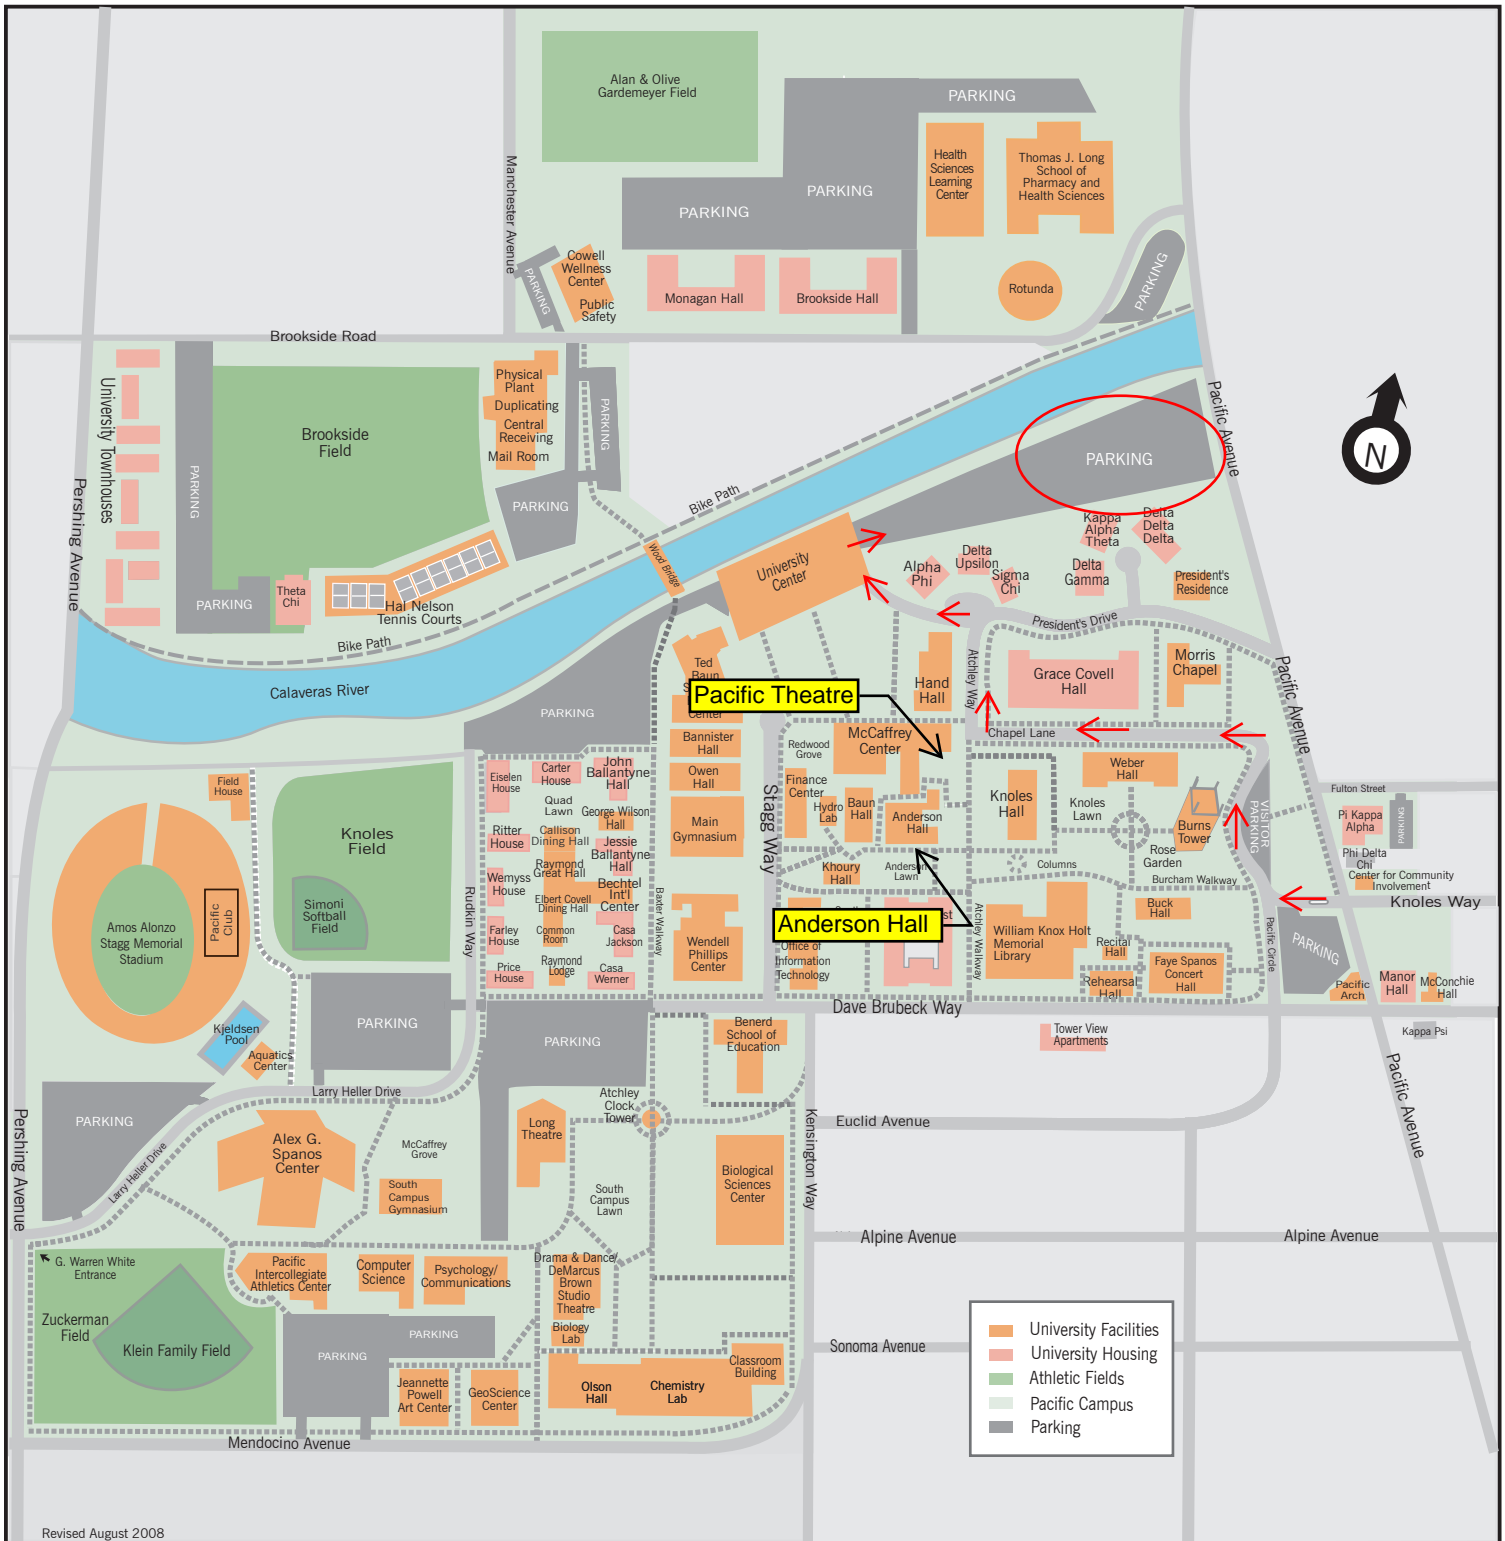 Alan & Olive
Gardemeyer Field
PARKING
Health
Sciences
Learning
Center
Thomas J. Long
School of
Pharmacy and
Health Sciences
PARKING
PARKING
Manchester Avenue
Cowell
Wellness
Center
Public
Safety
PARKING
Monagan Hall
Brookside Hall
Rotunda
PARKING
Brookside Road
University Townhouses
PARKING
Brookside
Field
Physical
Plant
Duplicating
Central
Receiving
Mail Room
PARKING
PARKING
Pacific Avenue
N
PARKING
Bike Path
Pershing Avenue
Wood Bridge
University
Center
Kappa
Alpha
Theta
Delta
Delta
Delta
Delta
Upsilon
Alpha
Phi
Sigma
Chi
Delta
Gamma
President's
Residence
PARKING
Theta
Chi
Hal Nelson
Tennis Courts
Bike Path
President's Drive
Calaveras River
Ted
Baun
Center
Pacific Theatre
Hand
Hall
Atchley Way
Grace Covell
Hall
Morris
Chapel
Pacific Avenue
PARKING
Bannister
Hall
Redwood
Grove
McCaffrey
Center
Chapel Lane
Field
House
Eiselen
House
Carter
House
John
Ballantyne
Hall
Owen
Hall
Finance
Center
Weber
Hall
Knoles
Field
Quad
Lawn
George Wilson
Hall
Stagg Way
Hydro
Lab
Baun
Hall
Anderson
Hall
Knoles
Hall
Knoles
Lawn
Burns
Tower
VISITOR
PARKING
Fulton Street
Pi Kappa
Alpha
PARKING
Ritter
House
Callison
Dining Hall
Jessie
Ballantyne
Hall
Main
Gymnasium
Rose
Garden
Phi Delta
Chi
Raymond
Great Hall
Wemyss
House
Khoury
Hall
Anderson
Lawn
Columns
Burcham Walkway
Center for Community
Involvement
Knoles Way
Simoni
Softball
Field
Pacific
Club
Amos Alonzo
Stagg Memorial
Stadium
Rudkin Way
Elbert Covell
Dining Hall
Bechtel
Int'l
Center
Baxter Walkway
Anderson Hall
st
Atchley Walkway
Buck
Hall
Farley
House
Common
Room
Casa
Jackson
Wendell
Phillips
Center
Office of
Information
Technology
William Knox Holt
Memorial
Library
Recital
Hall
Pacific Circle
PARKING
Price
House
Raymond
Lodge
Casa
Werner
Rehearsal
Hall
Faye Spanos
Concert
Hall
Pacific
Arch
Manor
Hall
McConchie
Hall
Dave Brubeck Way
Kjeldsen
Pool
Aquatics
Center
PARKING
PARKING
Benerd
School of
Education
Tower View
Apartments
Kappa Psi
Pacific Avenue
Larry Heller Drive
Atchley
Clock
Tower
PARKING
Pershing Avenue
Larry Heller Drive
Alex G.
Spanos
Center
McCaffrey
Grove
Long
Theatre
Kensington Way
Euclid Avenue
South
Campus
Gymnasium
South
Campus
Lawn
Biological
Sciences
Center
Alpine Avenue
Alpine Avenue
G. Warren White
Entrance
Pacific
Intercollegiate
Athletics Center
Computer
Science
Psychology/
Communications
Drama & Dance/
DeMarcus
Brown
Studio
Theatre
Zuckerman
Field
Klein Family Field
PARKING
PARKING
Biology
Lab
Sonoma Avenue
Classroom
Building
Jeannette
Powell
Art Center
GeoScience
Center
Olson
Hall
Chemistry
Lab
Mendocino Avenue
University Facilities
University Housing
Athletic Fields
Pacific Campus
Parking
Revised August 2008